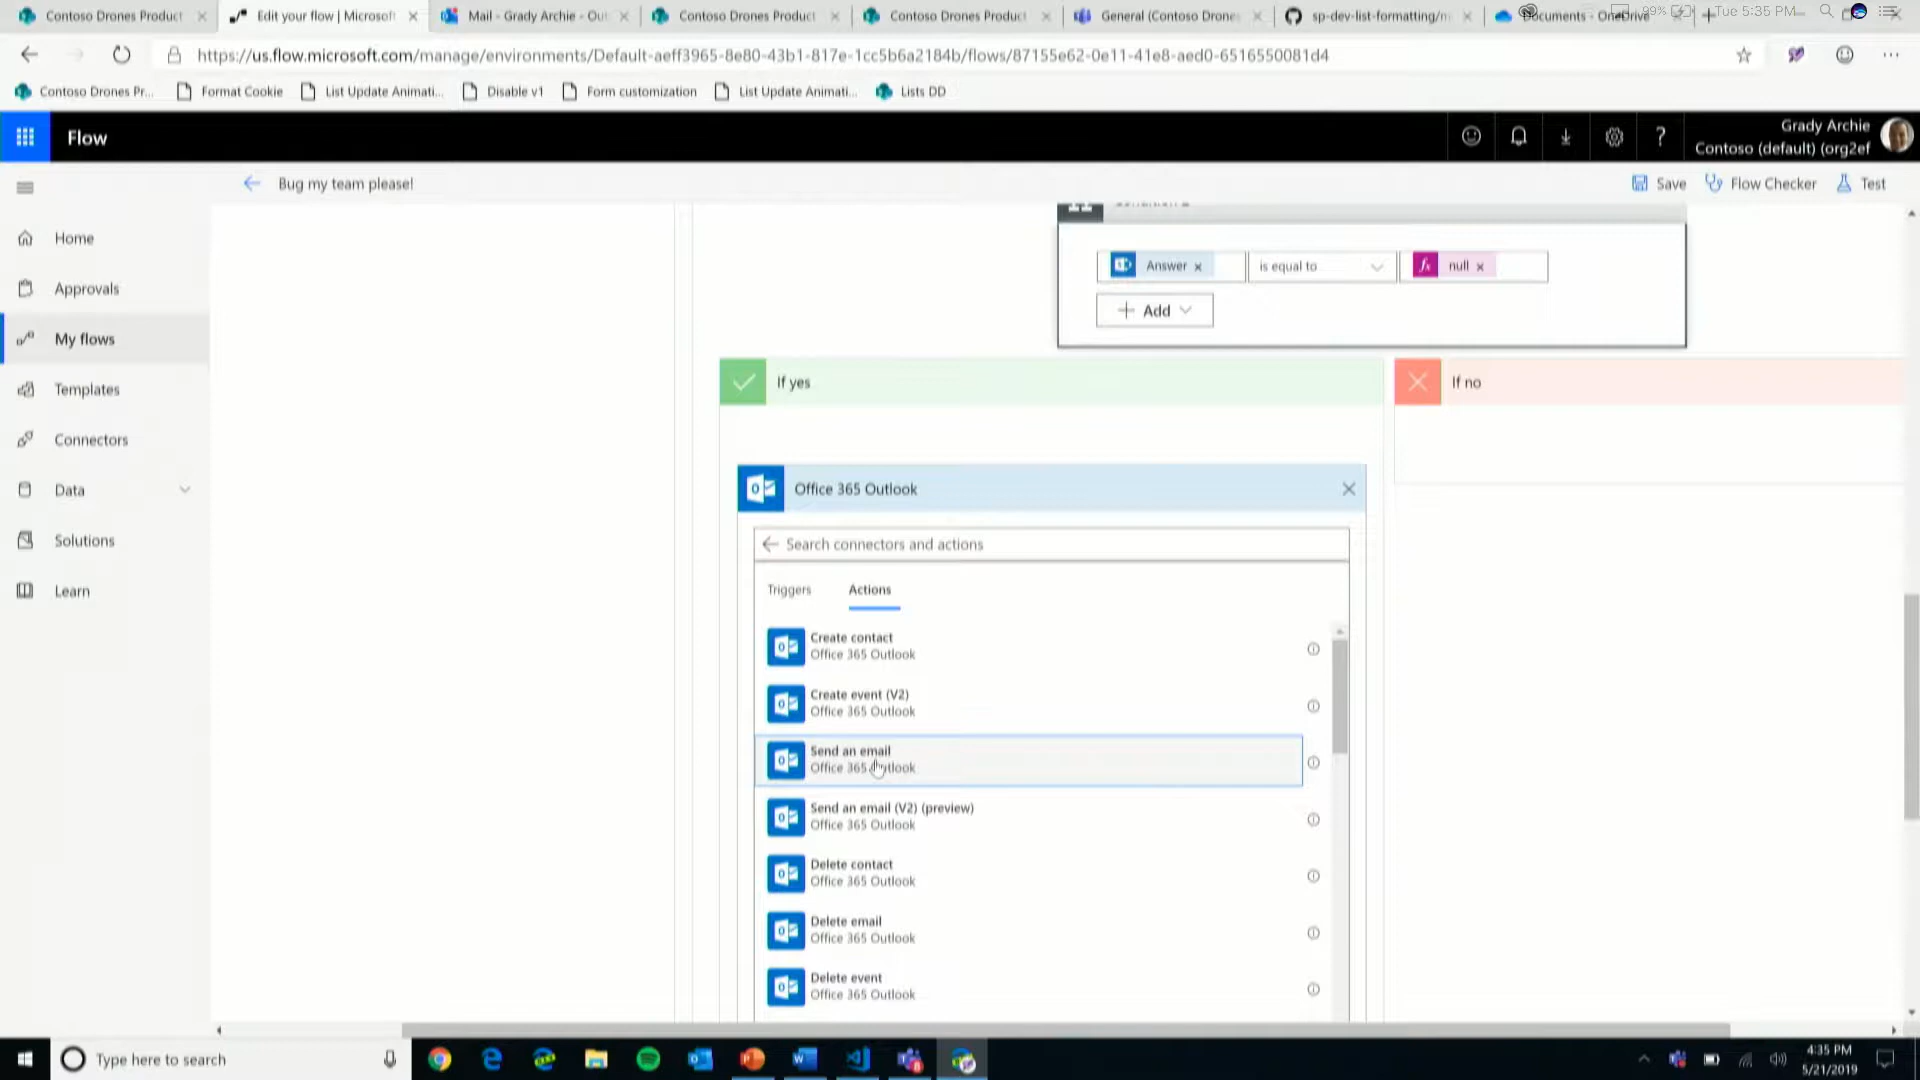 Contoso Drones Product
Edit your flow | Microsoft
Mail - Grady Archie - Out
Contoso Drones Product
Contoso Drones Product
General (Contoso Drones
sp-dev-list-formatting/m
Documents - OneDrive
99%
Tue 5:35 PM
https://us.flow.microsoft.com/manage/environments/Default-aeff3965-8e80-43b1-817e-1cc5b6a2184b/flows/87155e62-0e11-41e8-aed0-6516550081d4
Contoso Drones Pr...
Format Cookie
List Update Animati...
Disable v1
Form customization
List Update Animati...
Lists DD
Flow
?
Grady Archie
Contoso (default) (org2ef
Bug my team please!
Save
Flow Checker
Test
Home
Approvals
My flows
Templates
Connectors
Data
Solutions
Learn
Answer
is equal to
fx null
Add
If yes
If no
Office 365 Outlook
Search connectors and actions
Triggers
Actions
Create contact
Office 365 Outlook
Create event (V2)
Office 365 Outlook
Send an email
Office 365 Outlook
Send an email (V2) (preview)
Office 365 Outlook
Delete contact
Office 365 Outlook
Delete email
Office 365 Outlook
Delete event
Office 365 Outlook
Type here to search
4:35 PM
5/21/2019